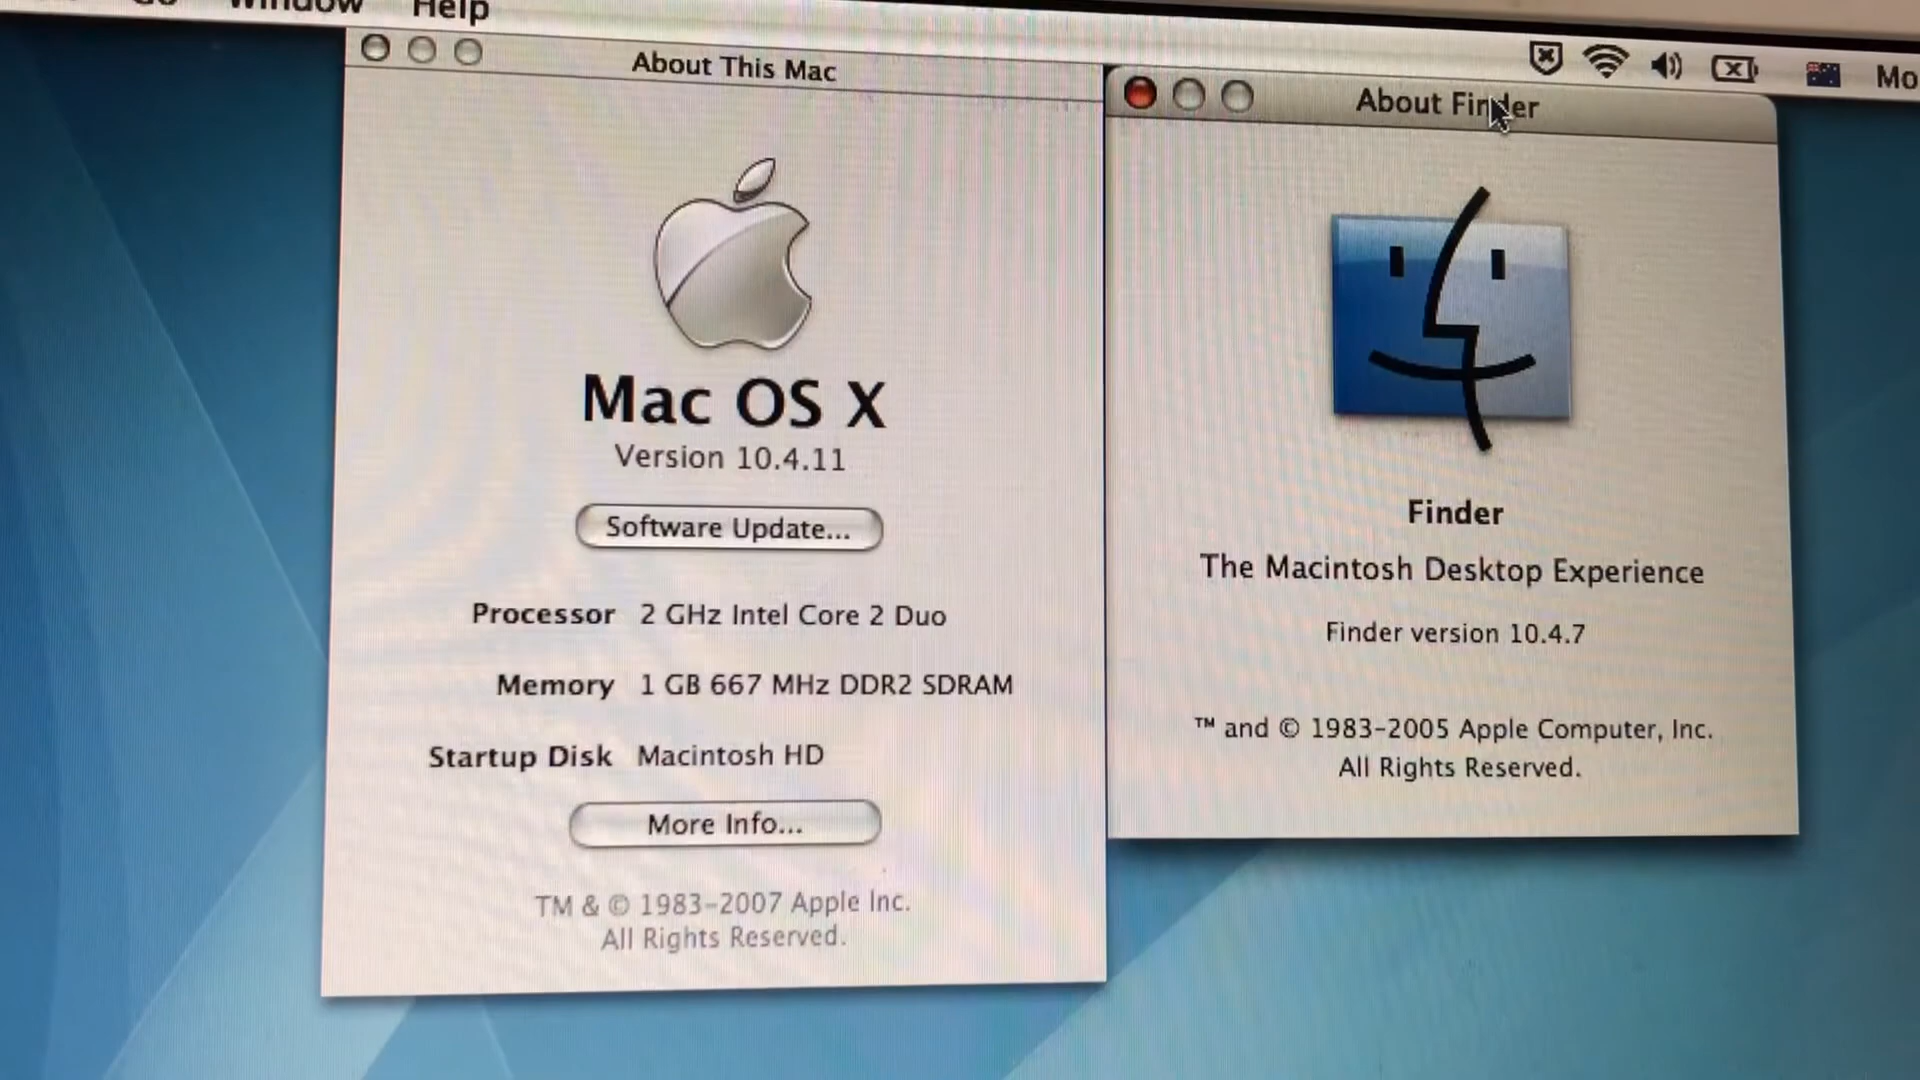 Window Help
Mo
About This Mac
Mac OS X
Version 10.4.11
Software Update...
Processor 2 GHz Intel Core 2 Duo
Memory 1 GB 667 MHz DDR2 SDRAM
Startup Disk Macintosh HD
More Info...
TM & © 1983–2007 Apple Inc.
All Rights Reserved.
About Finder
Finder
The Macintosh Desktop Experience
Finder version 10.4.7
™ and © 1983–2005 Apple Computer, Inc.
All Rights Reserved.